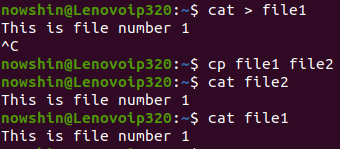 nowshin@Lenovoip320:~$ cat > file1
This is file number 1
^C
nowshin@Lenovoip320:~$ cp file1 file2
nowshin@Lenovoip320:~$ cat file2
This is file number 1
nowshin@Lenovoip320:~$ cat file1
This is file number 1